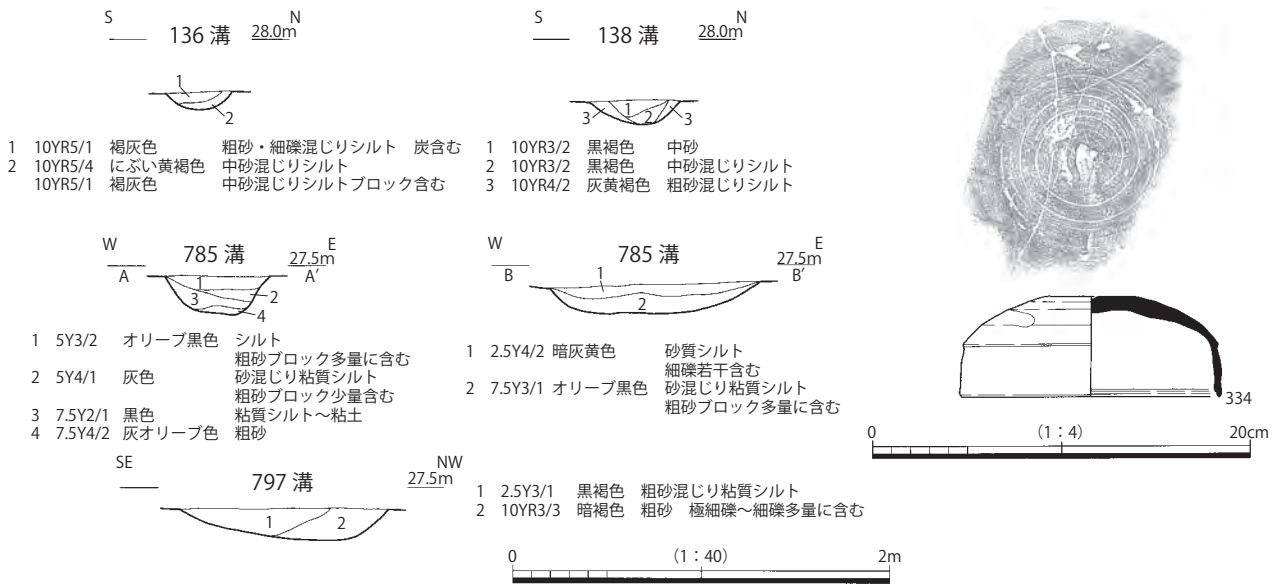 S 136 溝 28.0m N
1
2
1 10YR5/1 褐灰色 粗砂・細礫混じりシルト 炭含む
2 10YR5/4 にぶい黄褐色 中砂混じりシルト
10YR5/1 褐灰色 中砂混じりシルトブロック含む
S 138 溝 28.0m N
3 1 2 3
1 10YR3/2 黒褐色 中砂
2 10YR3/2 黒褐色 中砂混じりシルト
3 10YR4/2 灰黄褐色 粗砂混じりシルト
W 785 溝 27.5m E
A A′
1
3 2
4
1 5Y3/2 オリーブ黒色 シルト
粗砂ブロック多量に含む
2 5Y4/1 灰色 砂混じり粘質シルト
粗砂ブロック少量含む
3 7.5Y2/1 黒色 粘質シルト～粘土
4 7.5Y4/2 灰オリーブ色 粗砂
W 785 溝 27.5m E
B B′
1
2
1 2.5Y4/2 暗灰黄色 砂質シルト
細礫若干含む
2 7.5Y3/1 オリーブ黒色 砂混じり粘質シルト
粗砂ブロック多量に含む
SE 797 溝 27.5m NW
1 2
1 2.5Y3/1 黒褐色 粗砂混じり粘質シルト
2 10YR3/3 暗褐色 粗砂 極細礫～細礫多量に含む
0 (1：40) 2m
334
0 (1：4) 20cm